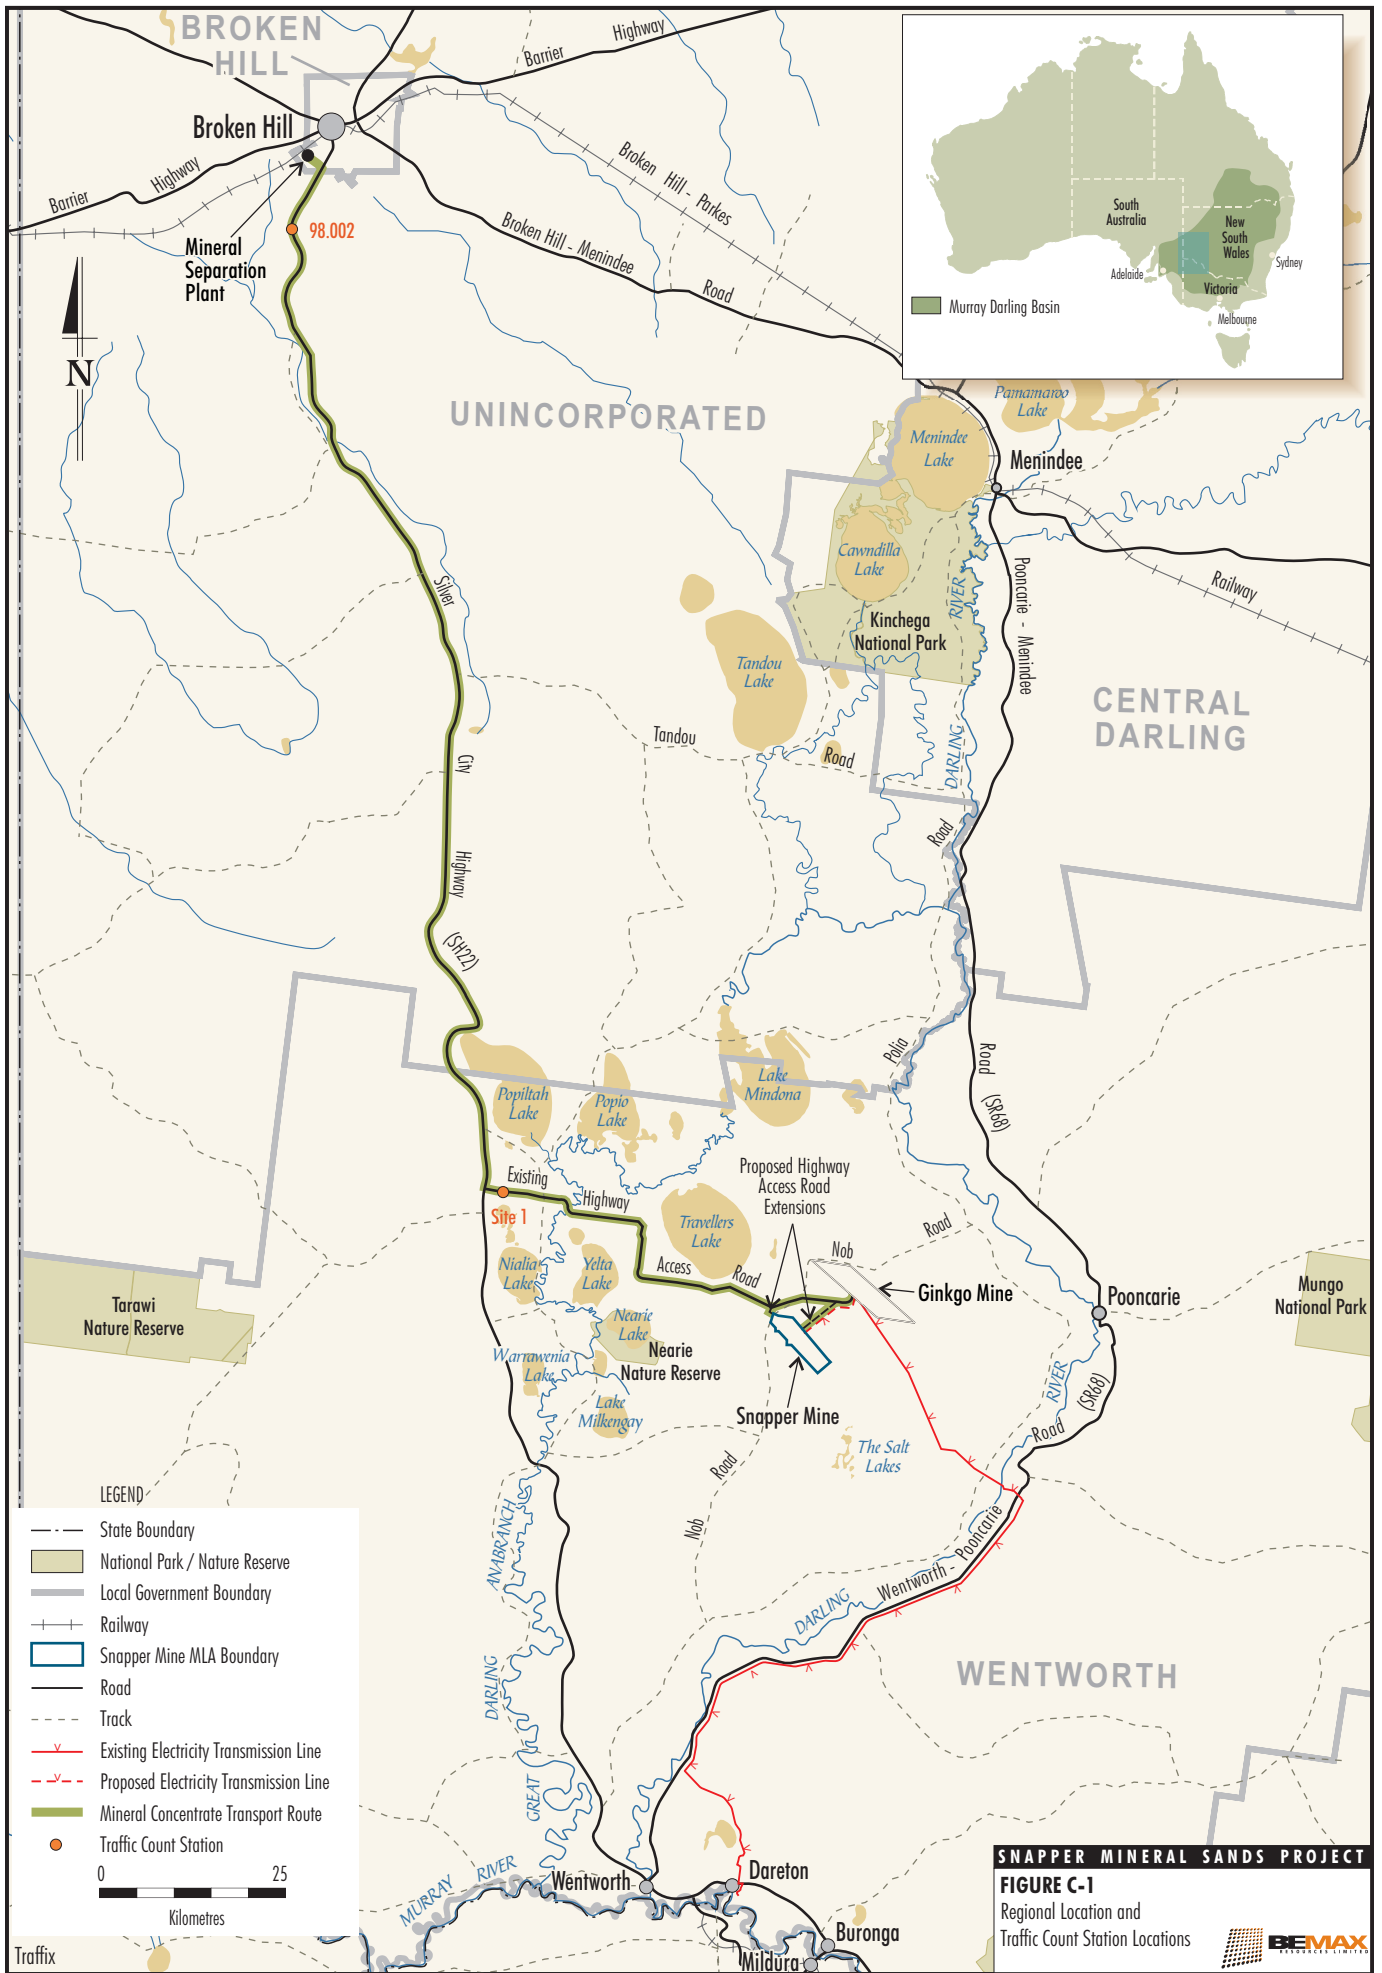 BROKEN
HILL
Broken Hill
Barrier
Highway
Barrier
Highway
Mineral
Separation
Plant
98.002
Broken Hill - Parkes
Broken Hill - Menindee
Road
N
UNINCORPORATED
South
Australia
New
South
Wales
Sydney
Adelaide
Victoria
Melbourne
Murray Darling Basin
Pamamaroo
Lake
Menindee
Lake
Menindee
Cawndilla
Lake
Kinchega
National Park
RIVER
DARLING
Pooncarie - Menindee
Railway
Tandou
Lake
CENTRAL
DARLING
Silver
City
Highway
(SH22)
Tandou
Road
Road
Polia
Road
(SR68)
Popiltah
Lake
Popio
Lake
Lake
Mindona
Proposed Highway
Access Road
Extensions
Existing
Highway
Access
Road
Site 1
Travellers
Lake
Nob
Road
Nialia
Lake
Yelta
Lake
Nearie
Lake
Nearie
Nature Reserve
Ginkgo Mine
Pooncarie
Mungo
National Park
Tarawi
Nature Reserve
Warrawenia
Lake
Lake
Milkengay
Snapper Mine
The Salt
Lakes
Road
Nob
RIVER
(SR68)
Road
Wentworth - Pooncarie
DARLING
ANABRANCH
DARLING
GREAT
WENTWORTH
MURRAY RIVER
Wentworth
Dareton
Buronga
Mildura
LEGEND
State Boundary
National Park / Nature Reserve
Local Government Boundary
Railway
Snapper Mine MLA Boundary
Road
Track
Existing Electricity Transmission Line
Proposed Electricity Transmission Line
Mineral Concentrate Transport Route
Traffic Count Station
0 25
Kilometres
Traffix
SNAPPER MINERAL SANDS PROJECT
FIGURE C-1
Regional Location and
Traffic Count Station Locations
BEMAX
RESOURCES LIMITED